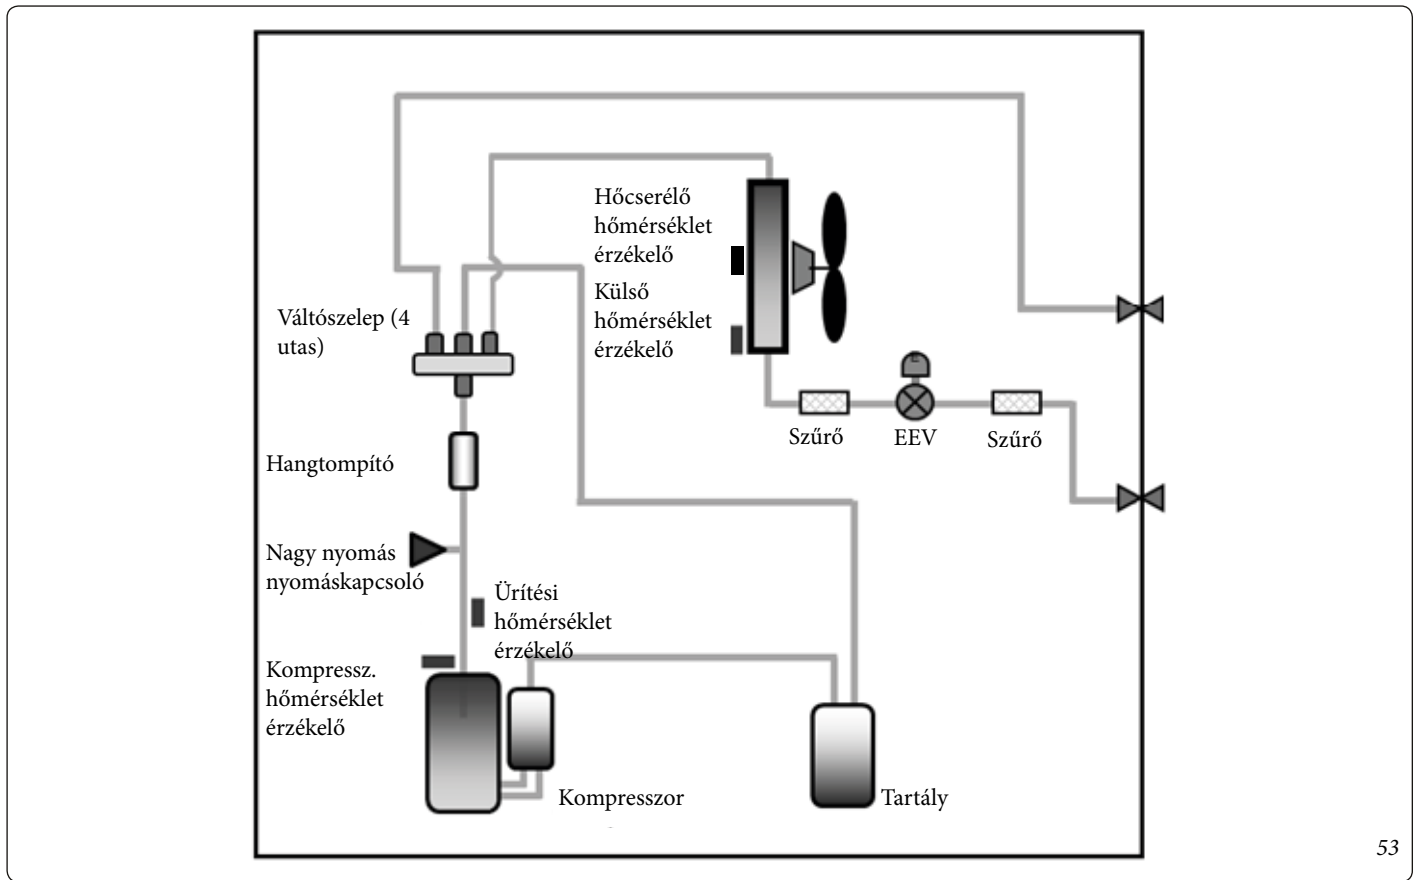 Hőcserélő
hőmérséklet
érzékelő
Külső
hőmérséklet
érzékelő
Váltószelep (4
utas)
E
Szűrő
EEV
Szűrő
Hangtompító
Nagy nyomás
nyomáskapcsoló
Ürítési
hőmérséklet
érzékelő
Kompressz.
hőmérséklet
érzékelő
Kompresszor
Tartály
53